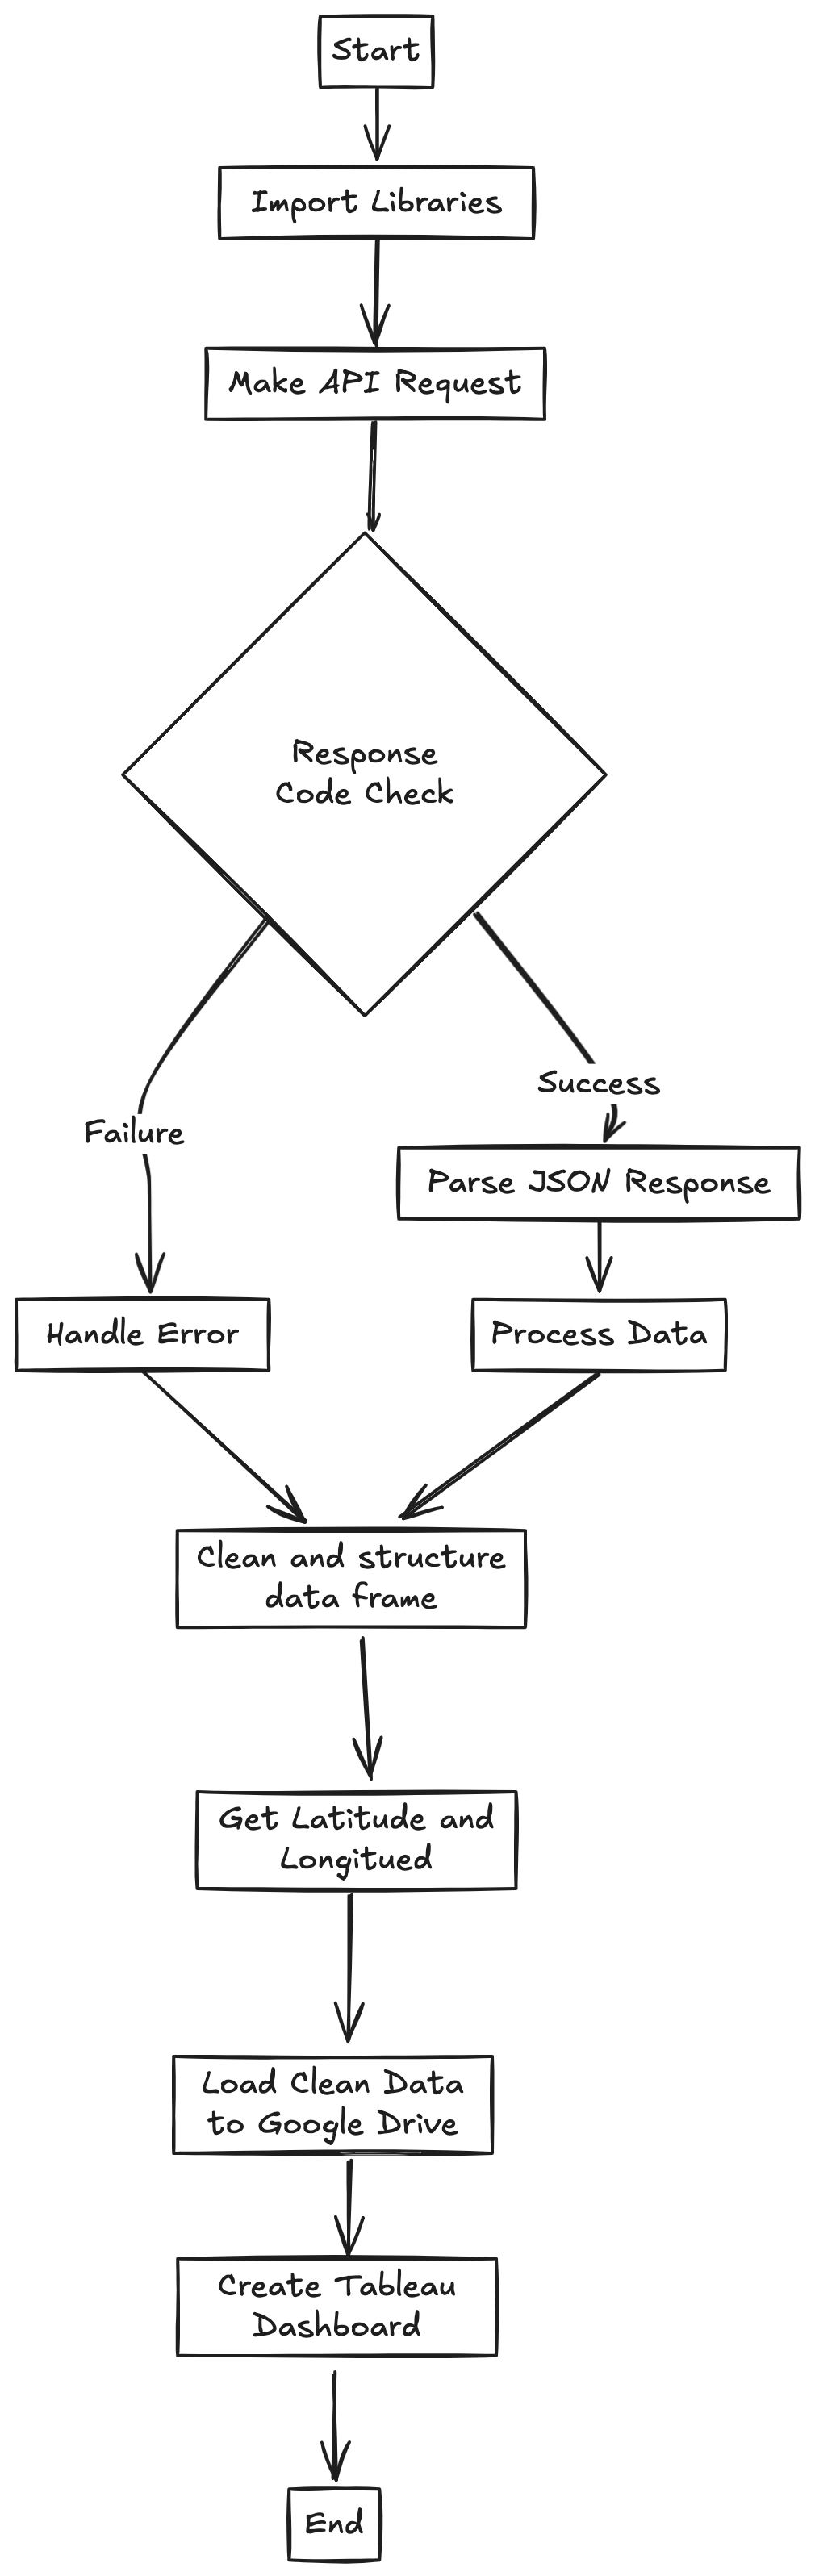 Start
Import Libraries
Make API Request
Response
Code Check
Success
Failure
Parse JSON Response
Handle Error
Process Data
Clean and structure
data frame
Get Latitude and
Longitued
Load Clean Data
to Google Drive
Create Tableau
Dashboard
End